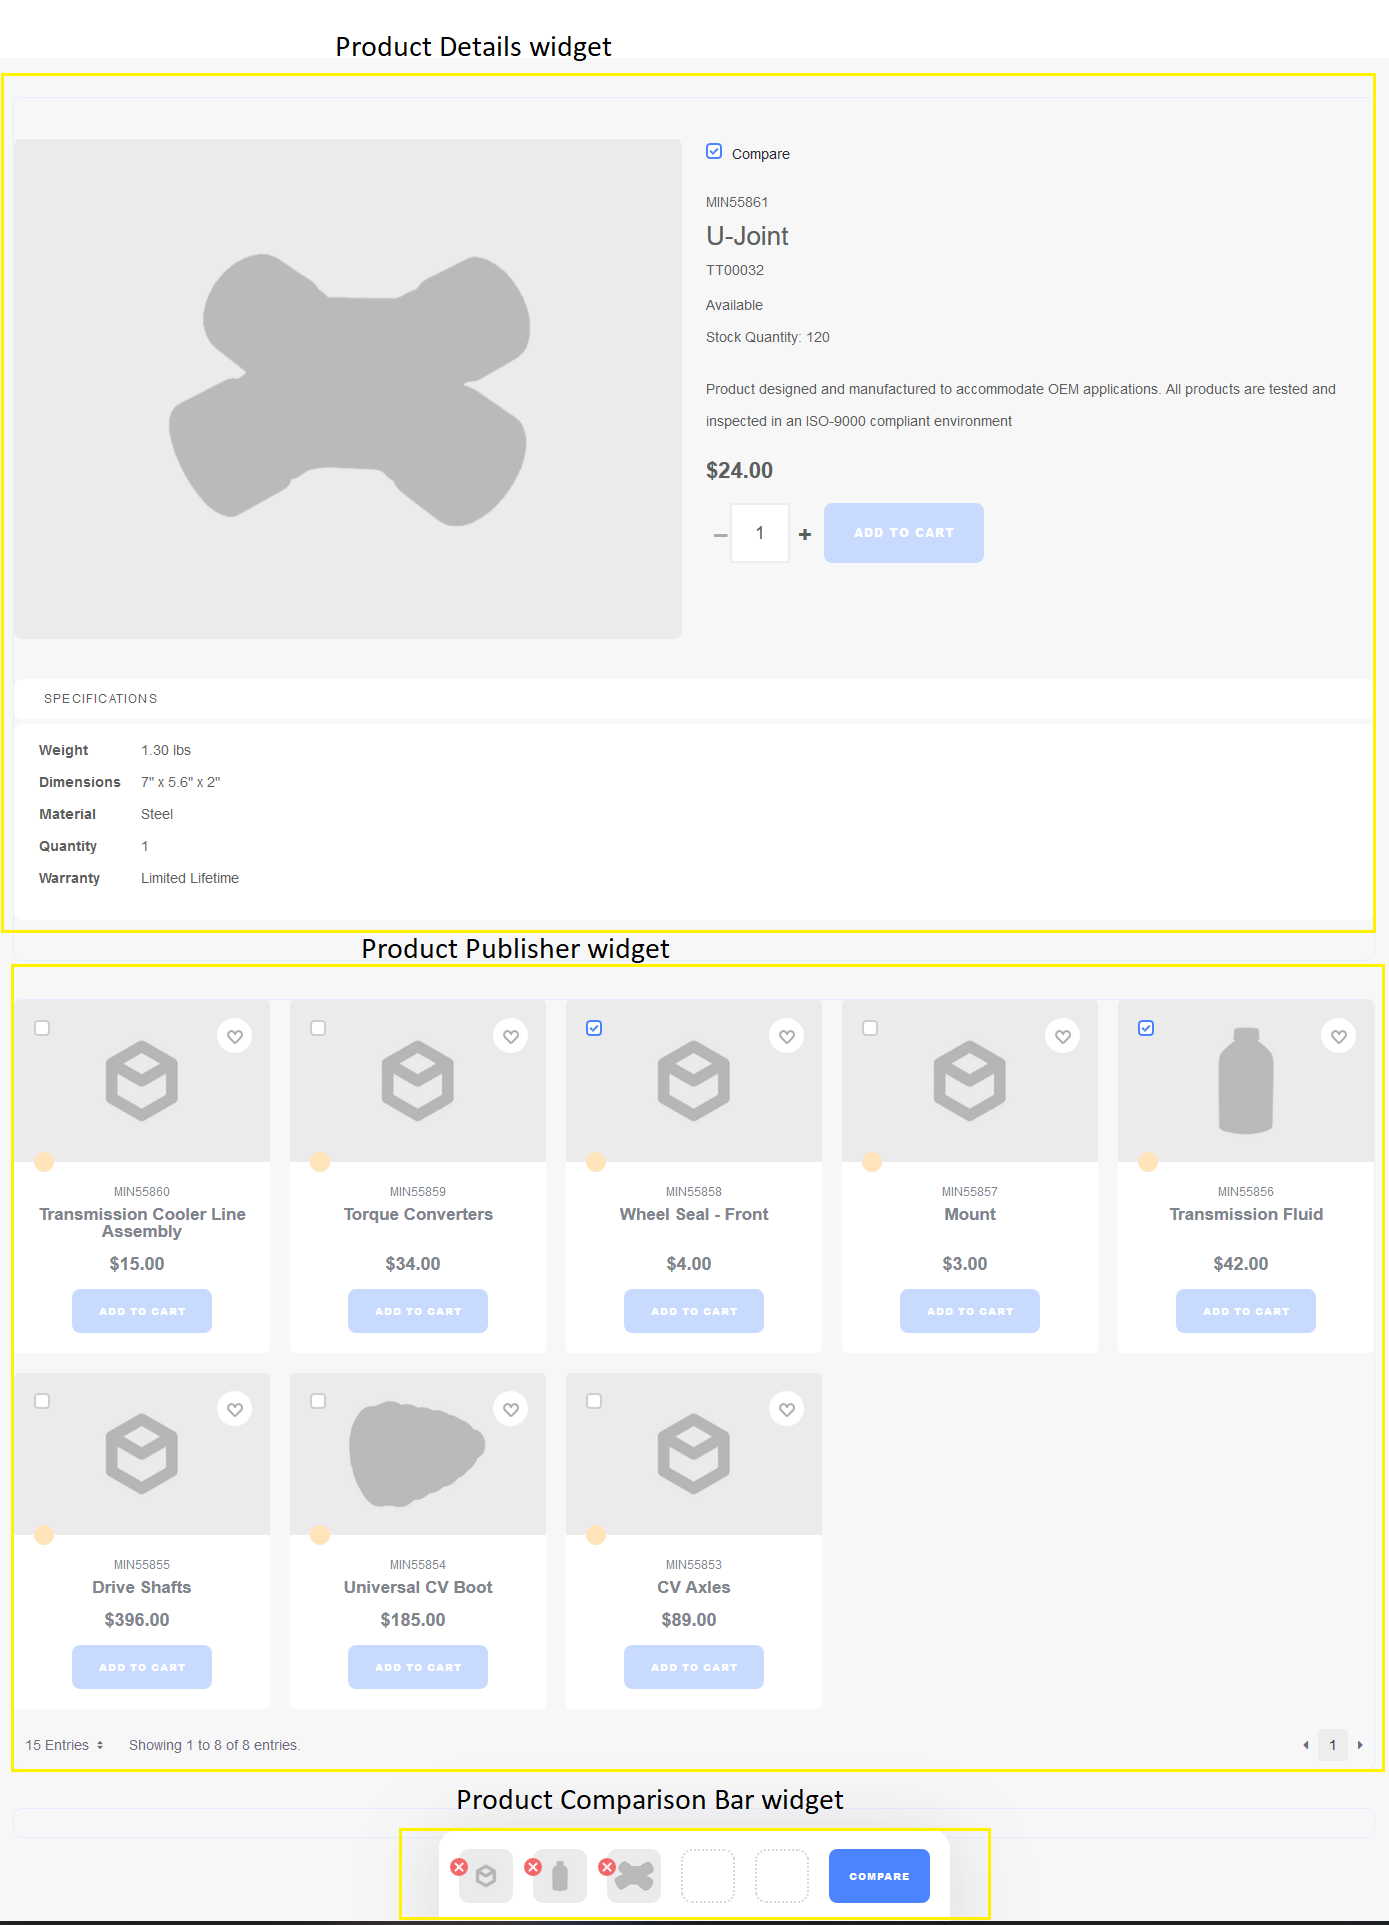 Product Details widget
Compare
MIN55861
U-Joint
TT00032
Available
Stock Quantity: 120
Product designed and manufactured to accommodate OEM applications. All products are tested and
inspected in an ISO-9000 compliant environment
$24.00
1
ADD TO CART
SPECIFICATIONS
Weight 1.30 lbs
Dimensions 7" x 5.6" x 2"
Material Steel
Quantity 1
Warranty Limited Lifetime
Product Publisher widget
MIN55860
Transmission Cooler Line
Assembly
$15.00
ADD TO CART
MIN55859
Torque Converters
$34.00
ADD TO CART
MIN55858
Wheel Seal - Front
$4.00
ADD TO CART
MIN55857
Mount
$3.00
ADD TO CART
MIN55856
Transmission Fluid
$42.00
ADD TO CART
MIN55855
Drive Shafts
$396.00
ADD TO CART
MIN55854
Universal CV Boot
$185.00
ADD TO CART
MIN55853
CV Axles
$89.00
ADD TO CART
15 Entries Showing 1 to 8 of 8 entries.
1
Product Comparison Bar widget
COMPARE